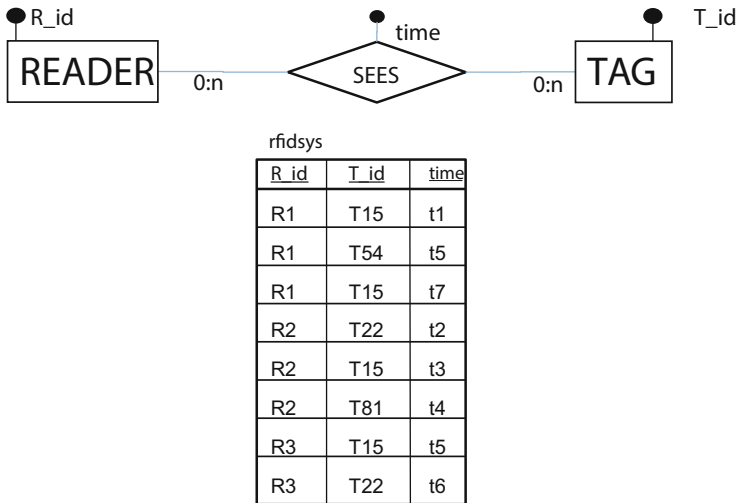 R_id T_id
time
READER SEES TAG
0:n 0:n
rfidsys
R_id T_id time
R1 T15 t1
R1 T54 t5
R1 T15 t7
R2 T22 t2
R2 T15 t3
R2 T81 t4
R3 T15 t5
R3 T22 t6